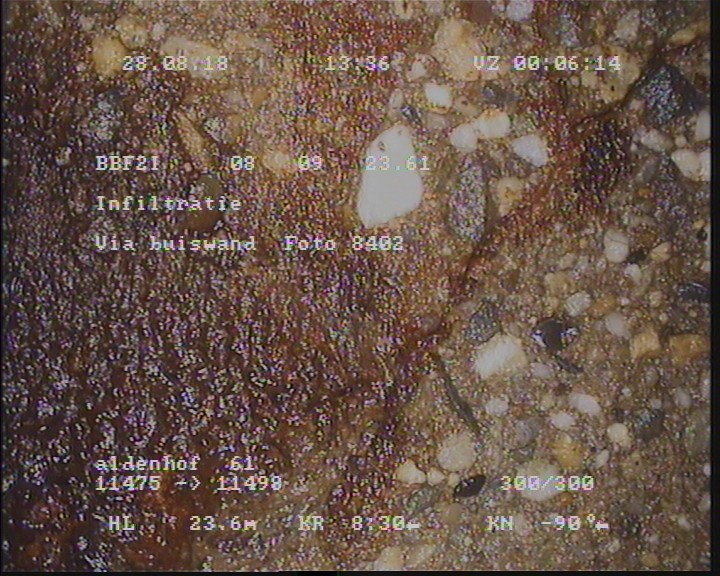 28.08.18 13:36 VZ 00:06:14
BBF2I 08 09 23.61
Infiltratie
Via buiswand Foto 8402
aldenhof 61
11475 -> 11498 300/300
HL 23.6m KR 8:30← KN -90°←